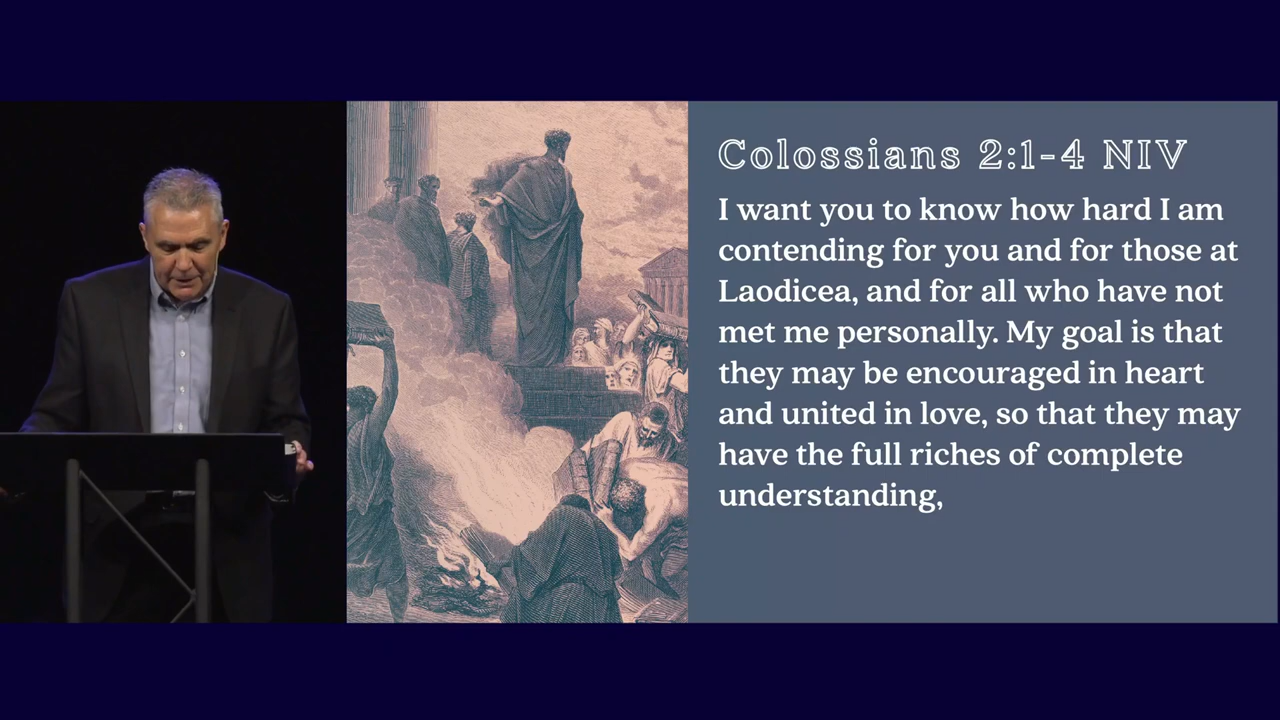 Colossians 2:1-4 NIV
I want you to know how hard I am
contending for you and for those at
Laodicea, and for all who have not
met me personally. My goal is that
they may be encouraged in heart
and united in love, so that they may
have the full riches of complete
understanding,